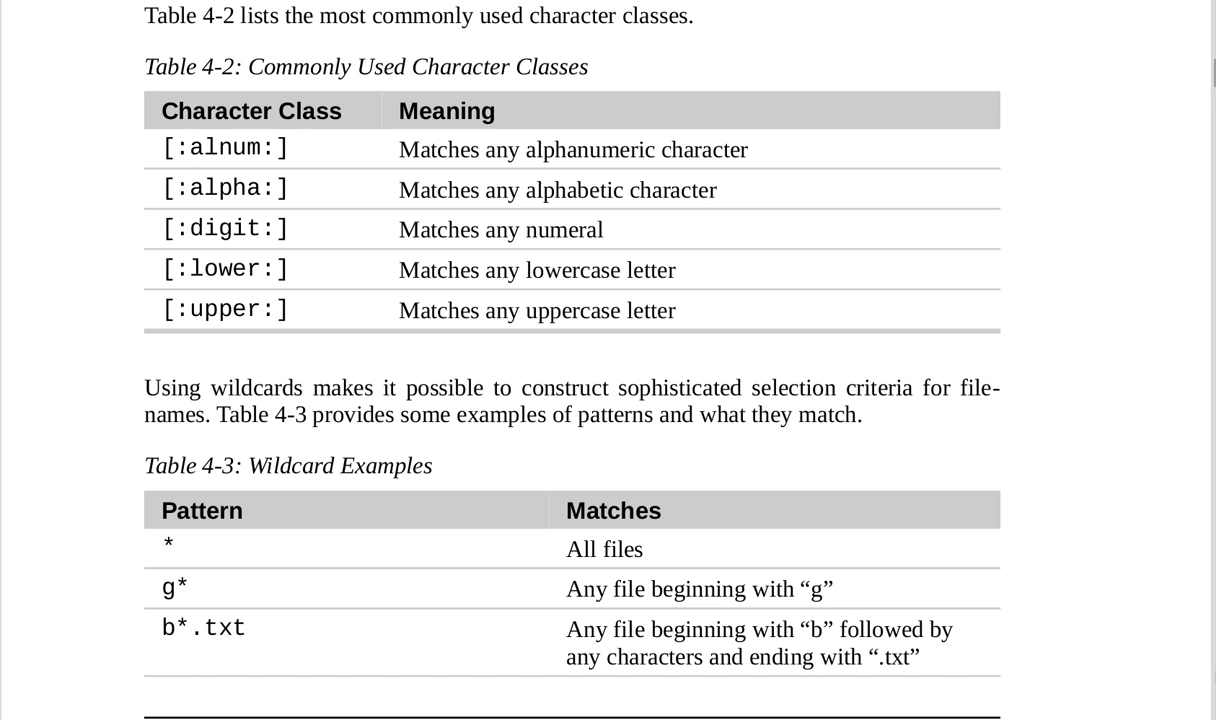 Table 4-2 lists the most commonly used character classes.
Table 4-2: Commonly Used Character Classes
Character Class Meaning
[:alnum:] Matches any alphanumeric character
[:alpha:] Matches any alphabetic character
[:digit:] Matches any numeral
[:lower:] Matches any lowercase letter
[:upper:] Matches any uppercase letter
Using wildcards makes it possible to construct sophisticated selection criteria for file-
names. Table 4-3 provides some examples of patterns and what they match.
Table 4-3: Wildcard Examples
Pattern Matches
* All files
g* Any file beginning with “g”
b*.txt Any file beginning with “b” followed by
any characters and ending with “.txt”